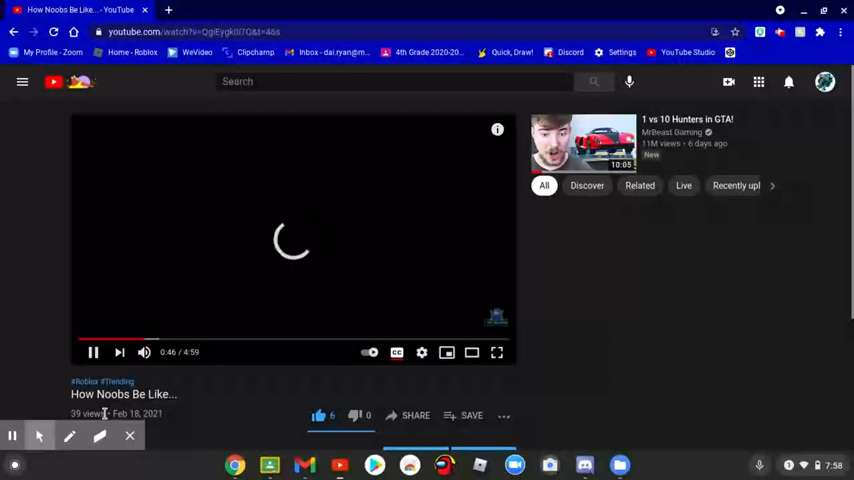 How Noobs Be Like... - YouTube
youtube.com/watch?v=QgiEygk0i7Q&t=46s
My Profile - Zoom Home - Roblox WeVideo Clipchamp Inbox - dai.ryan@m... 4th Grade 2020-20... Quick, Draw! Discord Settings YouTube Studio
Search
1 vs 10 Hunters in GTA!
MrBeast Gaming
11M views • 6 days ago
New
10:05
All Discover Related Live Recently upl
0:46 / 4:59
CC
#Roblox #Trending
How Noobs Be Like...
39 views • Feb 18, 2021
6 0 SHARE SAVE
1 7:58